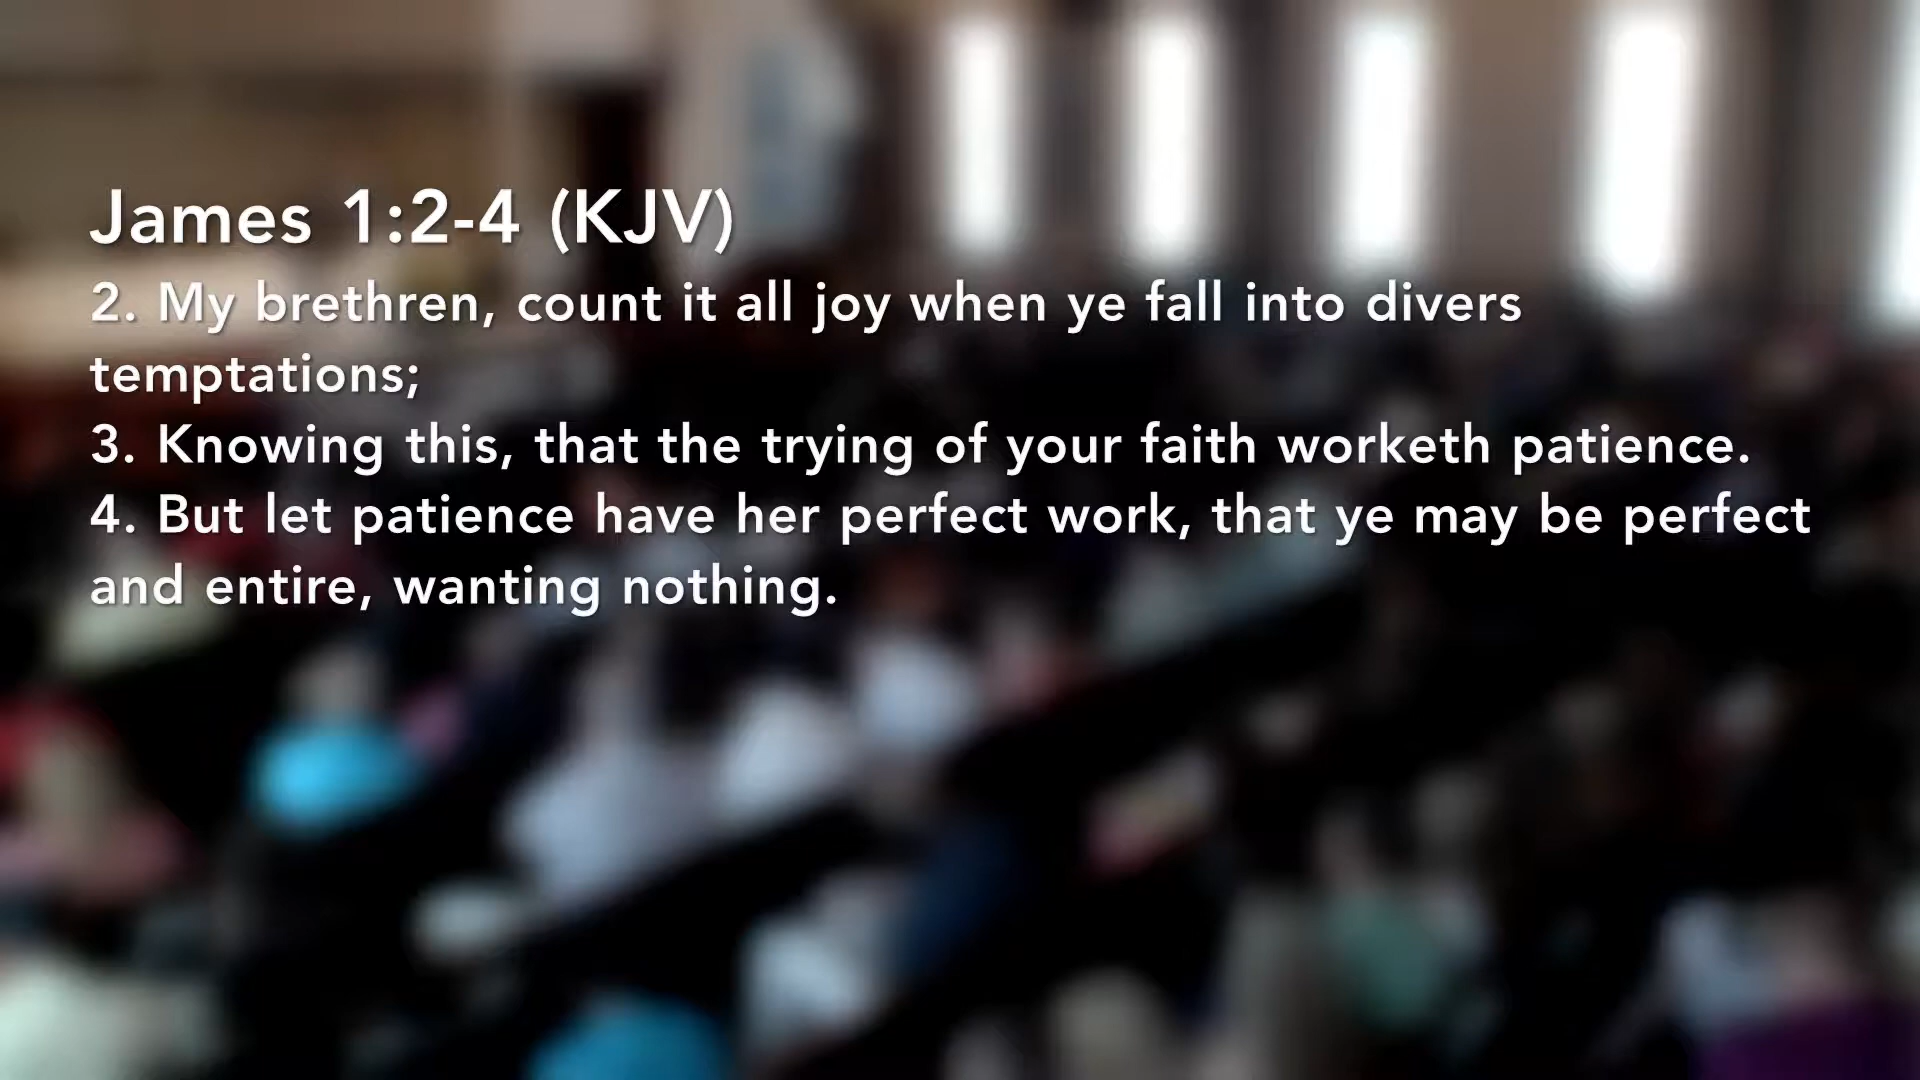 James 1:2-4 (KJV)
2. My brethren, count it all joy when ye fall into divers
temptations;
3. Knowing this, that the trying of your faith worketh patience.
4. But let patience have her perfect work, that ye may be perfect
and entire, wanting nothing.